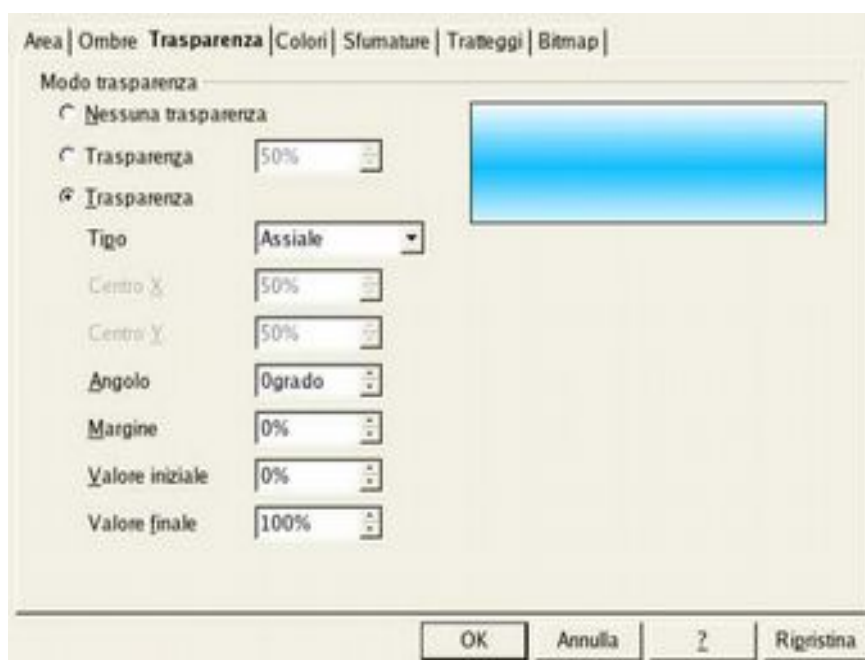 Area Ombre Trasparenza Colori Sfumature Tratteggi Bitmap
Modo trasparenza
Nessuna trasparenza
Trasparenza 50%
Trasparenza
Tipo Assiale
Centro X 50%
Centro Y 50%
Angolo 0grado
Margine 0%
Valore iniziale 0%
Valore finale 100%
OK Annulla ? Ripristina